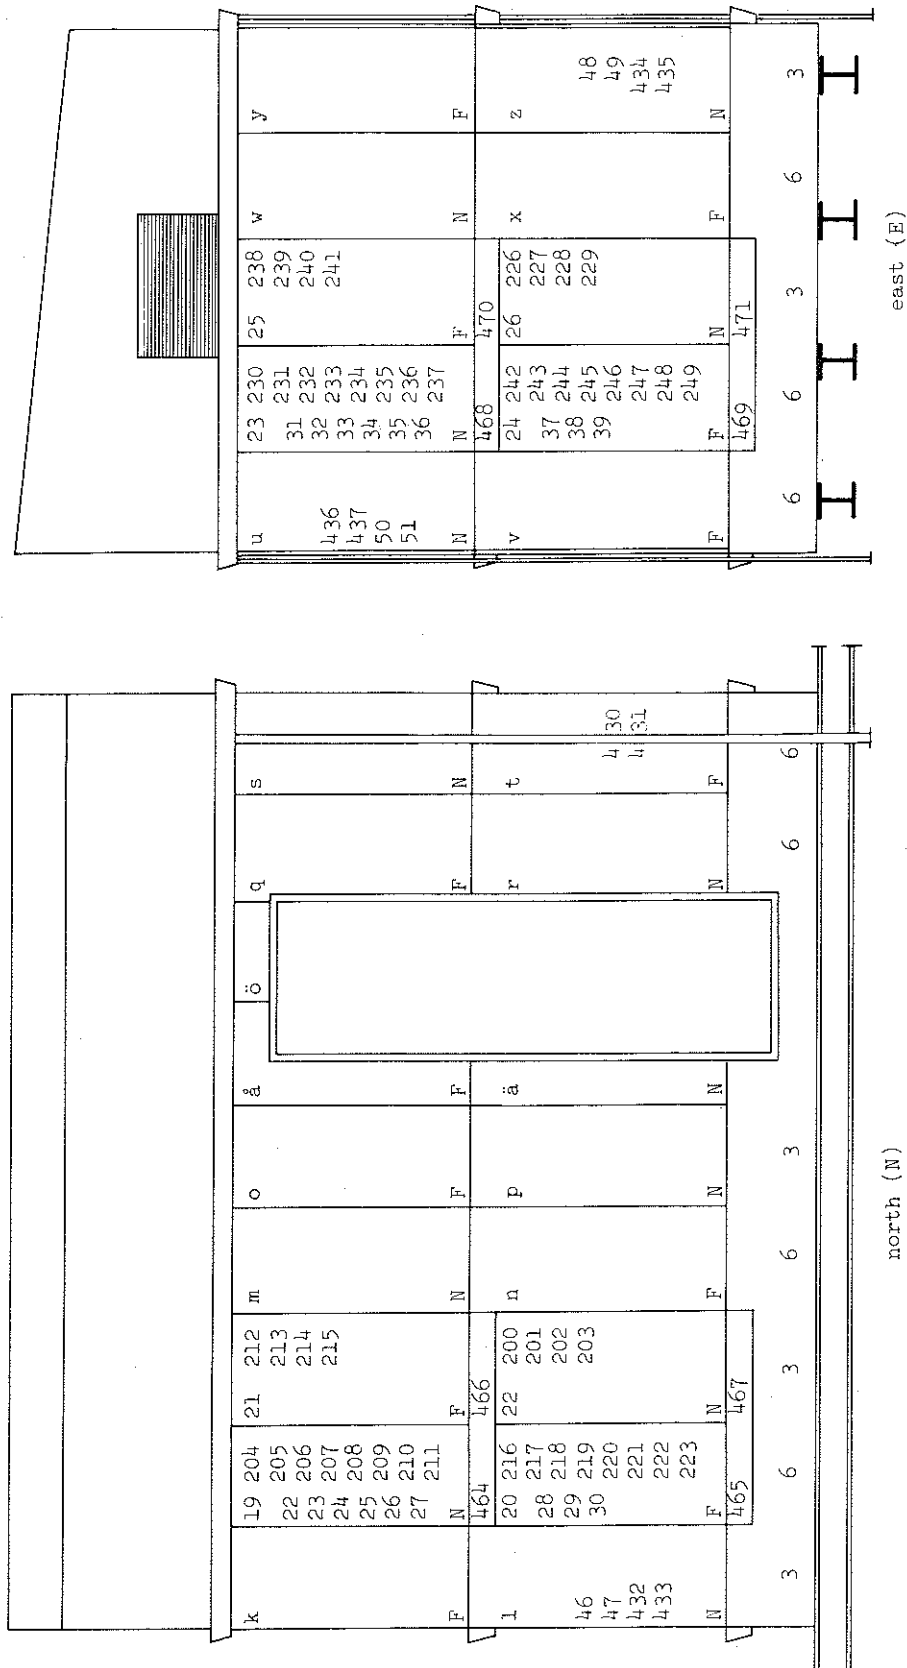 k
F
19 204
205
22 206
23 207
24 208
25 209
26 210
27 211
N
464
21 212
213
214
215
F
466
m
N
o
F
å
F
ö
q
F
s
N
l
46
47
432
433
N
20 216
28 217
29 218
30 219
220
221
222
223
F
465
22 200
201
202
203
N
467
n
F
p
N
ä
N
r
N
t
430
431
F
3 6 3 6 3 6 6
north (N)
u
436
437
50
51
N
23 230
31 231
32 232
33 233
34 234
35 235
36 236
237
N
468
25 238
239
240
241
F
470
w
N
y
F
v
F
24 242
37 243
38 244
39 245
246
247
248
249
F
469
26 226
227
228
229
N
471
x
F
z
48
49
434
435
N
6 6 3 6 3
east (E)